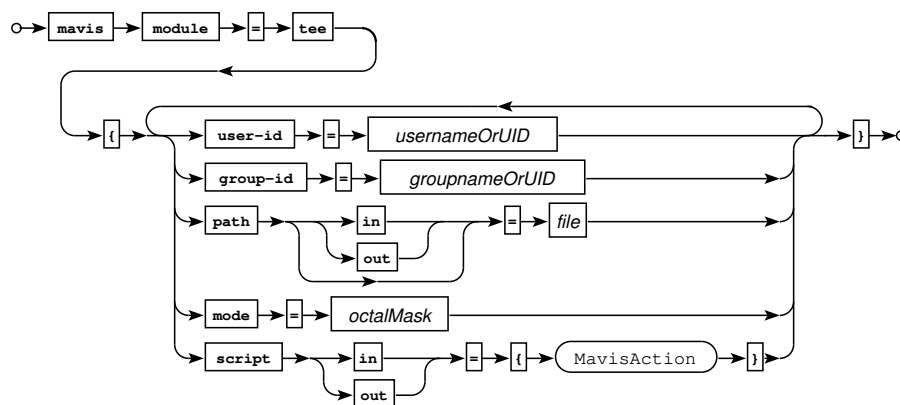 mavis module = tee
{ user-id = usernameOrUID }
group-id = groupnameOrUID
path in = file
out
mode = octalMask
script in = { MavisAction }
out